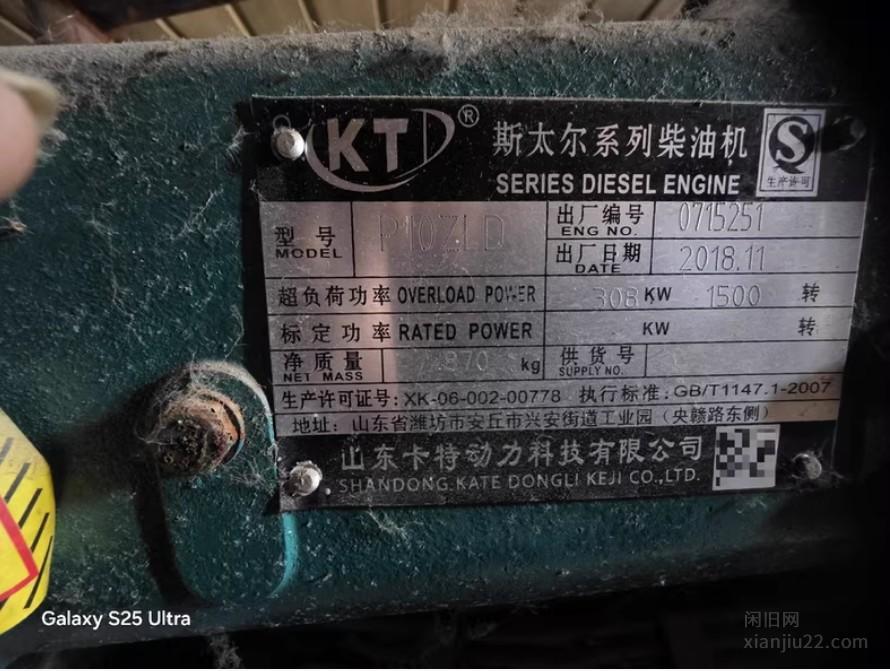 KT ® 斯太尔系列柴油机
SERIES DIESEL ENGINE
生产许可
型号 P10ZLD 出厂编号 0715251
MODEL ENG NO.
出厂日期 2018.11
DATE
超负荷功率 OVERLOAD POWER 308 KW 1500 转
标定功率 RATED POWER KW 转
净质量 870 kg 供货号
NET MASS SUPPLY NO.
生产许可证号: XK-06-002-00778 执行标准: GB/T1147.1-2007
地址: 山东省潍坊市安丘市兴安街道工业园 (央赣路东侧)
山东卡特动力科技有限公司
SHANDONG KATE DONGLI KEJI CO.,LTD.
Galaxy S25 Ultra
闲旧网
xianjiu22.com